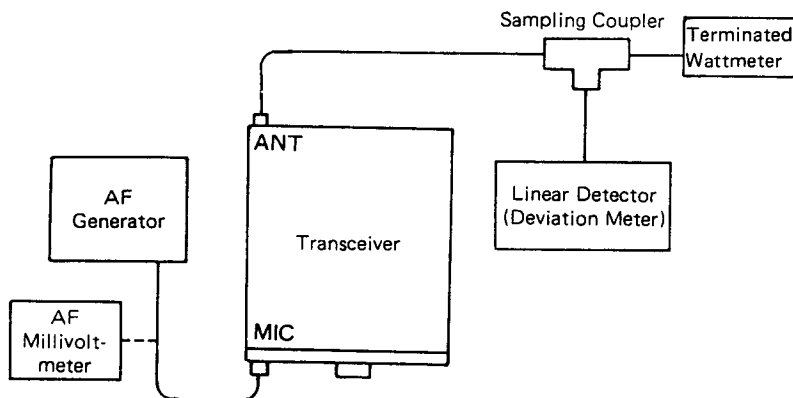 Sampling Coupler
Terminated
Wattmeter
ANT
AF
Generator
Linear Detector
(Deviation Meter)
Transceiver
AF
Millivolt-
meter
MIC